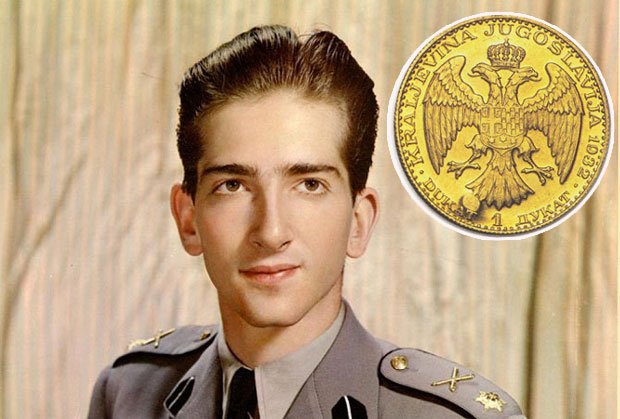 · KRALJEVINA JUGOSLAVIJA 1932 ·
DUKAT 1 ДУКАТ